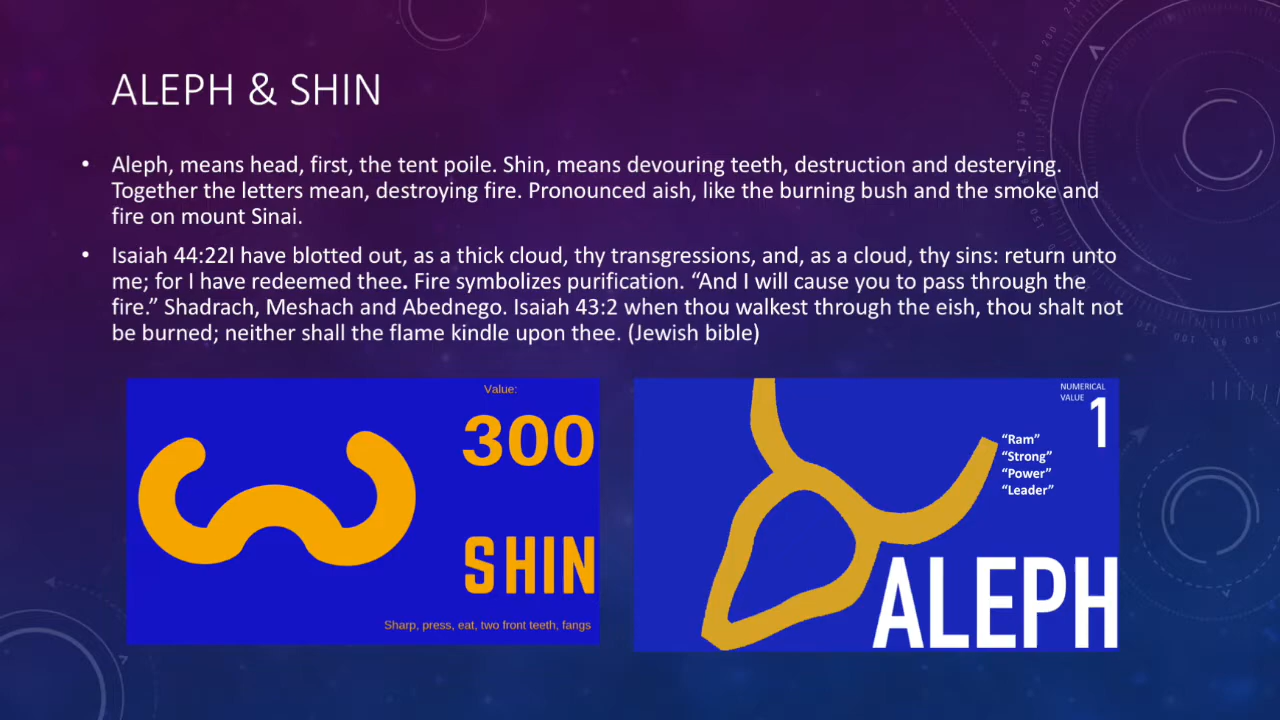 ALEPH & SHIN
• Aleph, means head, first, the tent poile. Shin, means devouring teeth, destruction and desterying.
Together the letters mean, destroying fire. Pronounced aish, like the burning bush and the smoke and
fire on mount Sinai.
• Isaiah 44:22I have blotted out, as a thick cloud, thy transgressions, and, as a cloud, thy sins: return unto
me; for I have redeemed thee. Fire symbolizes purification. “And I will cause you to pass through the
fire.” Shadrach, Meshach and Abednego. Isaiah 43:2 when thou walkest through the eish, thou shalt not
be burned; neither shall the flame kindle upon thee. (Jewish bible)
Value:
300
SHIN
Sharp, press, eat, two front teeth, fangs
NUMERICAL
VALUE 1
“Ram”
“Strong”
“Power”
“Leader”
ALEPH